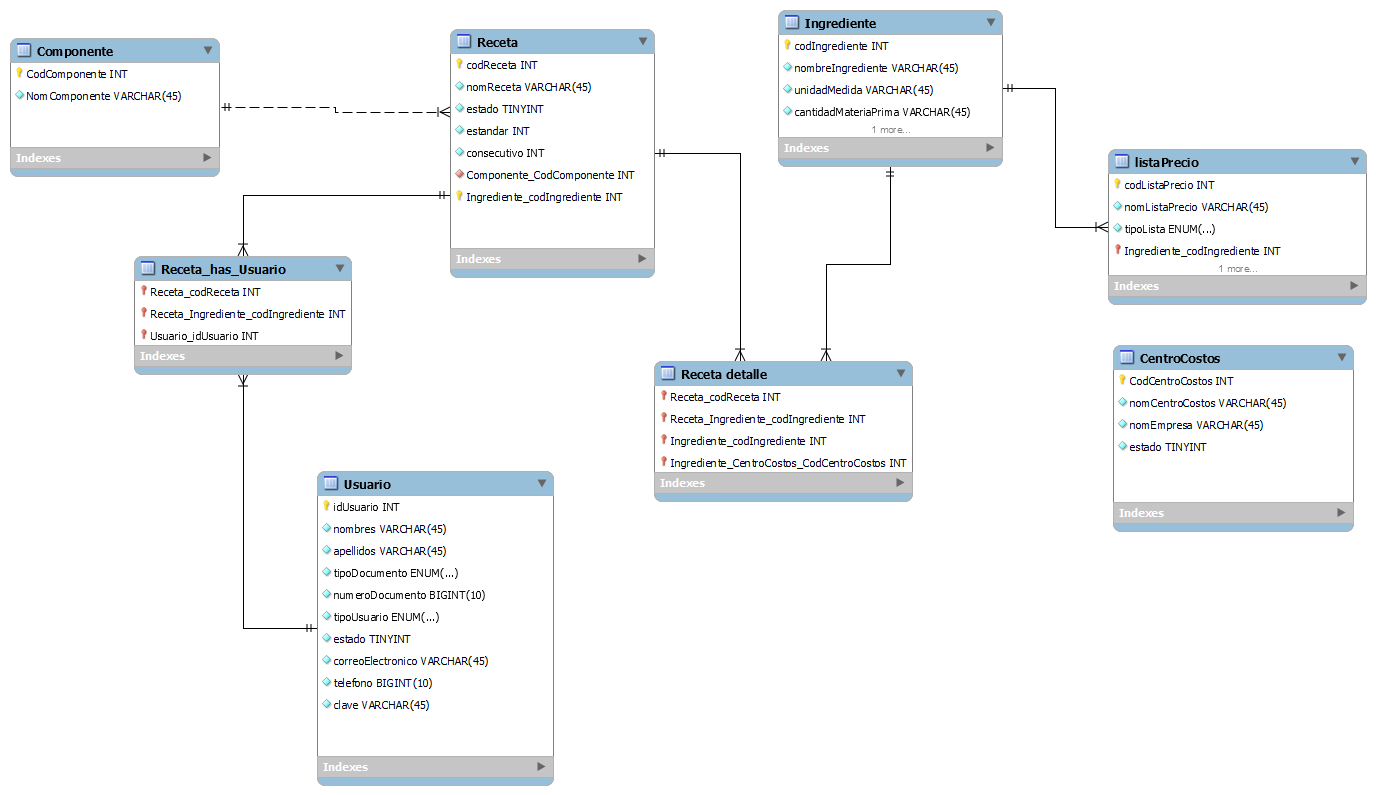 Componente
CodComponente INT
NomComponente VARCHAR(45)
Indexes
Receta
codReceta INT
nomReceta VARCHAR(45)
estado TINYINT
estandar INT
consecutivo INT
Componente_CodComponente INT
Ingrediente_codIngrediente INT
Indexes
Ingrediente
codIngrediente INT
nombreIngrediente VARCHAR(45)
unidadMedida VARCHAR(45)
cantidadMateriaPrima VARCHAR(45)
1 more...
Indexes
listaPrecio
codListaPrecio INT
nomListaPrecio VARCHAR(45)
tipoLista ENUM(...)
Ingrediente_codIngrediente INT
1 more...
Indexes
Receta_has_Usuario
Receta_codReceta INT
Receta_Ingrediente_codIngrediente INT
Usuario_idUsuario INT
Indexes
Receta detalle
Receta_codReceta INT
Receta_Ingrediente_codIngrediente INT
Ingrediente_codIngrediente INT
Ingrediente_CentroCostos_CodCentroCostos INT
Indexes
CentroCostos
CodCentroCostos INT
nomCentroCostos VARCHAR(45)
nomEmpresa VARCHAR(45)
estado TINYINT
Indexes
Usuario
idUsuario INT
nombres VARCHAR(45)
apellidos VARCHAR(45)
tipoDocumento ENUM(...)
numeroDocumento BIGINT(10)
tipoUsuario ENUM(...)
estado TINYINT
correoElectronico VARCHAR(45)
telefono BIGINT(10)
clave VARCHAR(45)
Indexes